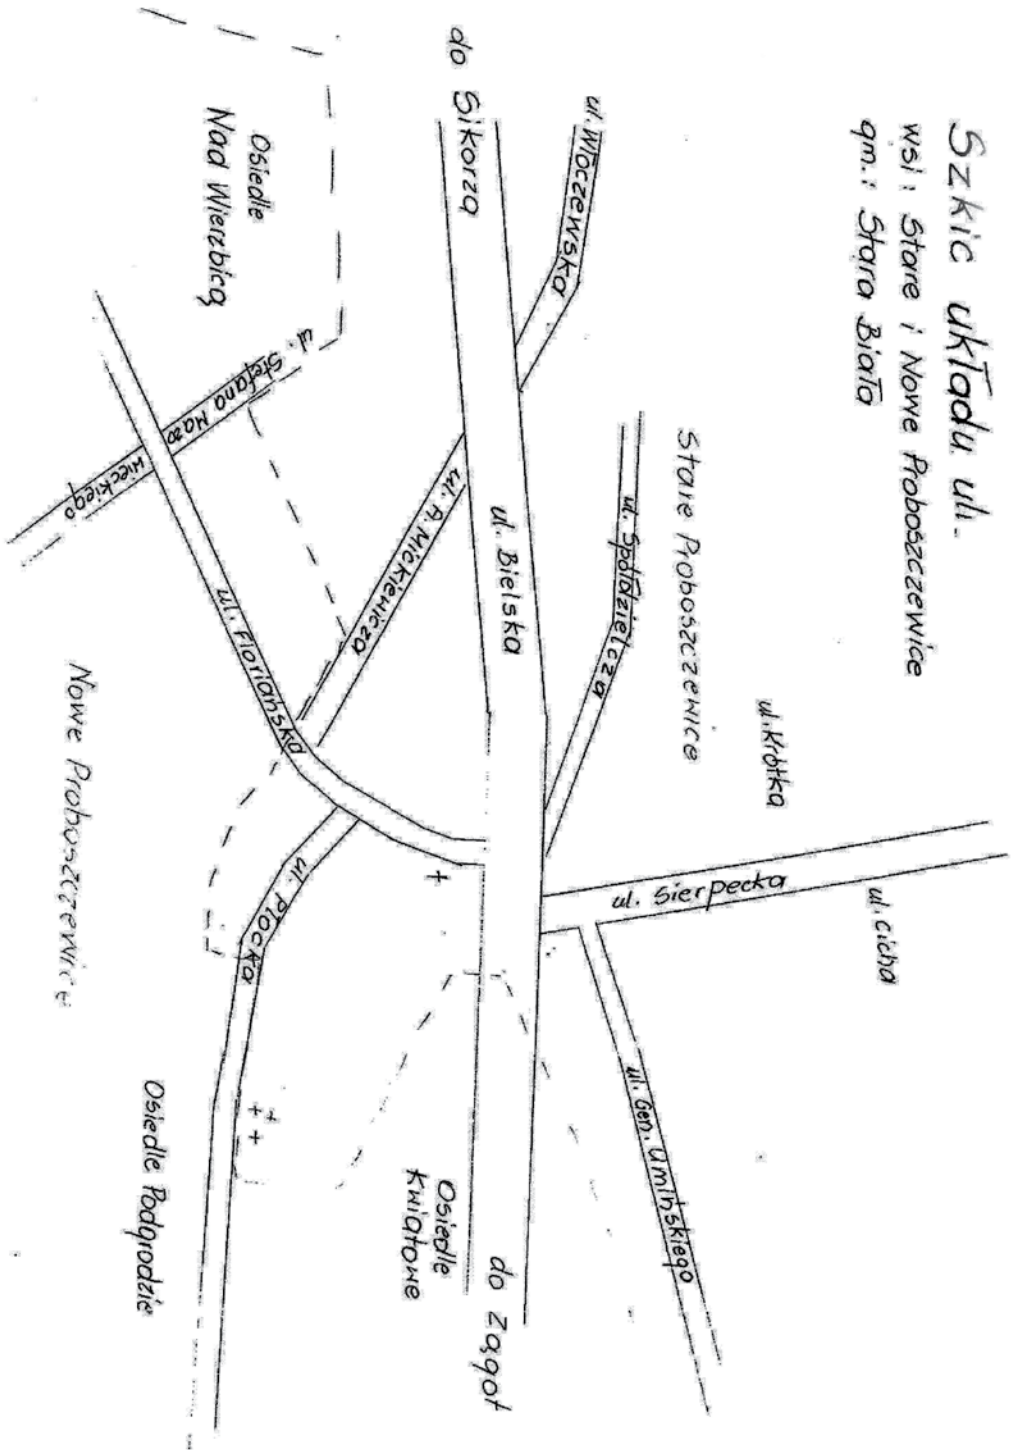 Szkic układu ul.
wsi: Stare i Nowe Proboszczewice
gm.: Stara Biała
ul. Włoczewska
do Sikorza
Osiedle
Nad Wierzbicą
ul. Stefana Mazo
wieckiego
ul. A. Mickiewicza
ul. Bielska
ul. Spółdzielcza
Stare Proboszczewice
ul. Krótka
ul. Sierpecka
ul. Cicha
ul. Gen. Umińskiego
ul. Floriańska
ul. Płocka
Nowe Proboszczewice
Osiedle Podgrodzie
Osiedle
Kwiatowe
do Zągot